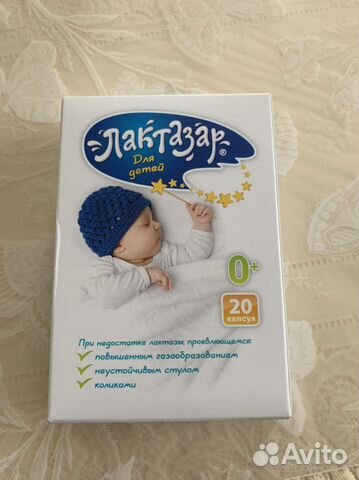 Лактазар®
Для
детей
0+
20
капсул
При недостатке лактазы, проявляющемся:
повышенным газообразованием
неустойчивым стулом
коликами
Avito